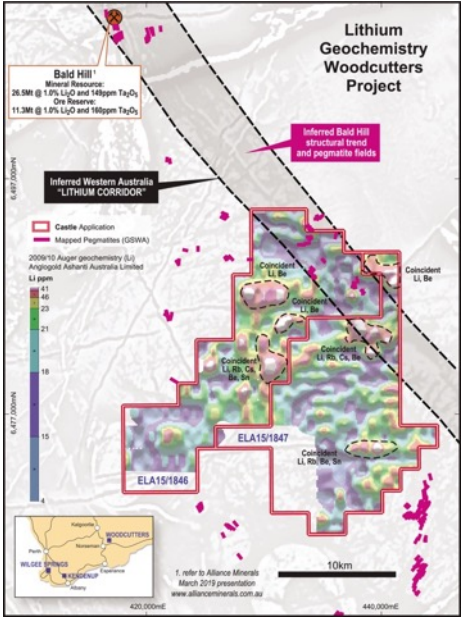 Lithium
Geochemistry
Woodcutters
Project
Bald Hill¹
Mineral Resource:
26.5Mt @ 1.0% Li₂O and 149ppm Ta₂O₅
Ore Reserve:
11.3Mt @ 1.0% Li₂O and 160ppm Ta₂O₅
Inferred Bald Hill
structural trend
and pegmatite fields
Inferred Western Australia
"LITHIUM CORRIDOR"
6,497,000mN
Castle Application
Mapped Pegmatites (GSWA)
2009/10 Auger geochemistry (Li)
Anglogold Ashanti Australia Limited
Li ppm
41
46
23
21
18
15
4
Coincident
Li, Be
Coincident
Li, Be
Coincident
Li, Be
Coincident
Li, Rb, Cs, Be
Coincident
Li, Rb, Cs,
Be, Sn
6,477,000mN
ELA15/1847
Coincident
Li, Rb, Be, Sn
ELA15/1846
Kalgoorlie
WOODCUTTERS
Perth
Norseman
WILGEE SPRINGS
Esperance
KENDENUP
Albany
10km
1. refer to Alliance Minerals
March 2019 presentation
www.allianceminerals.com.au
420,000mE
440,000mE